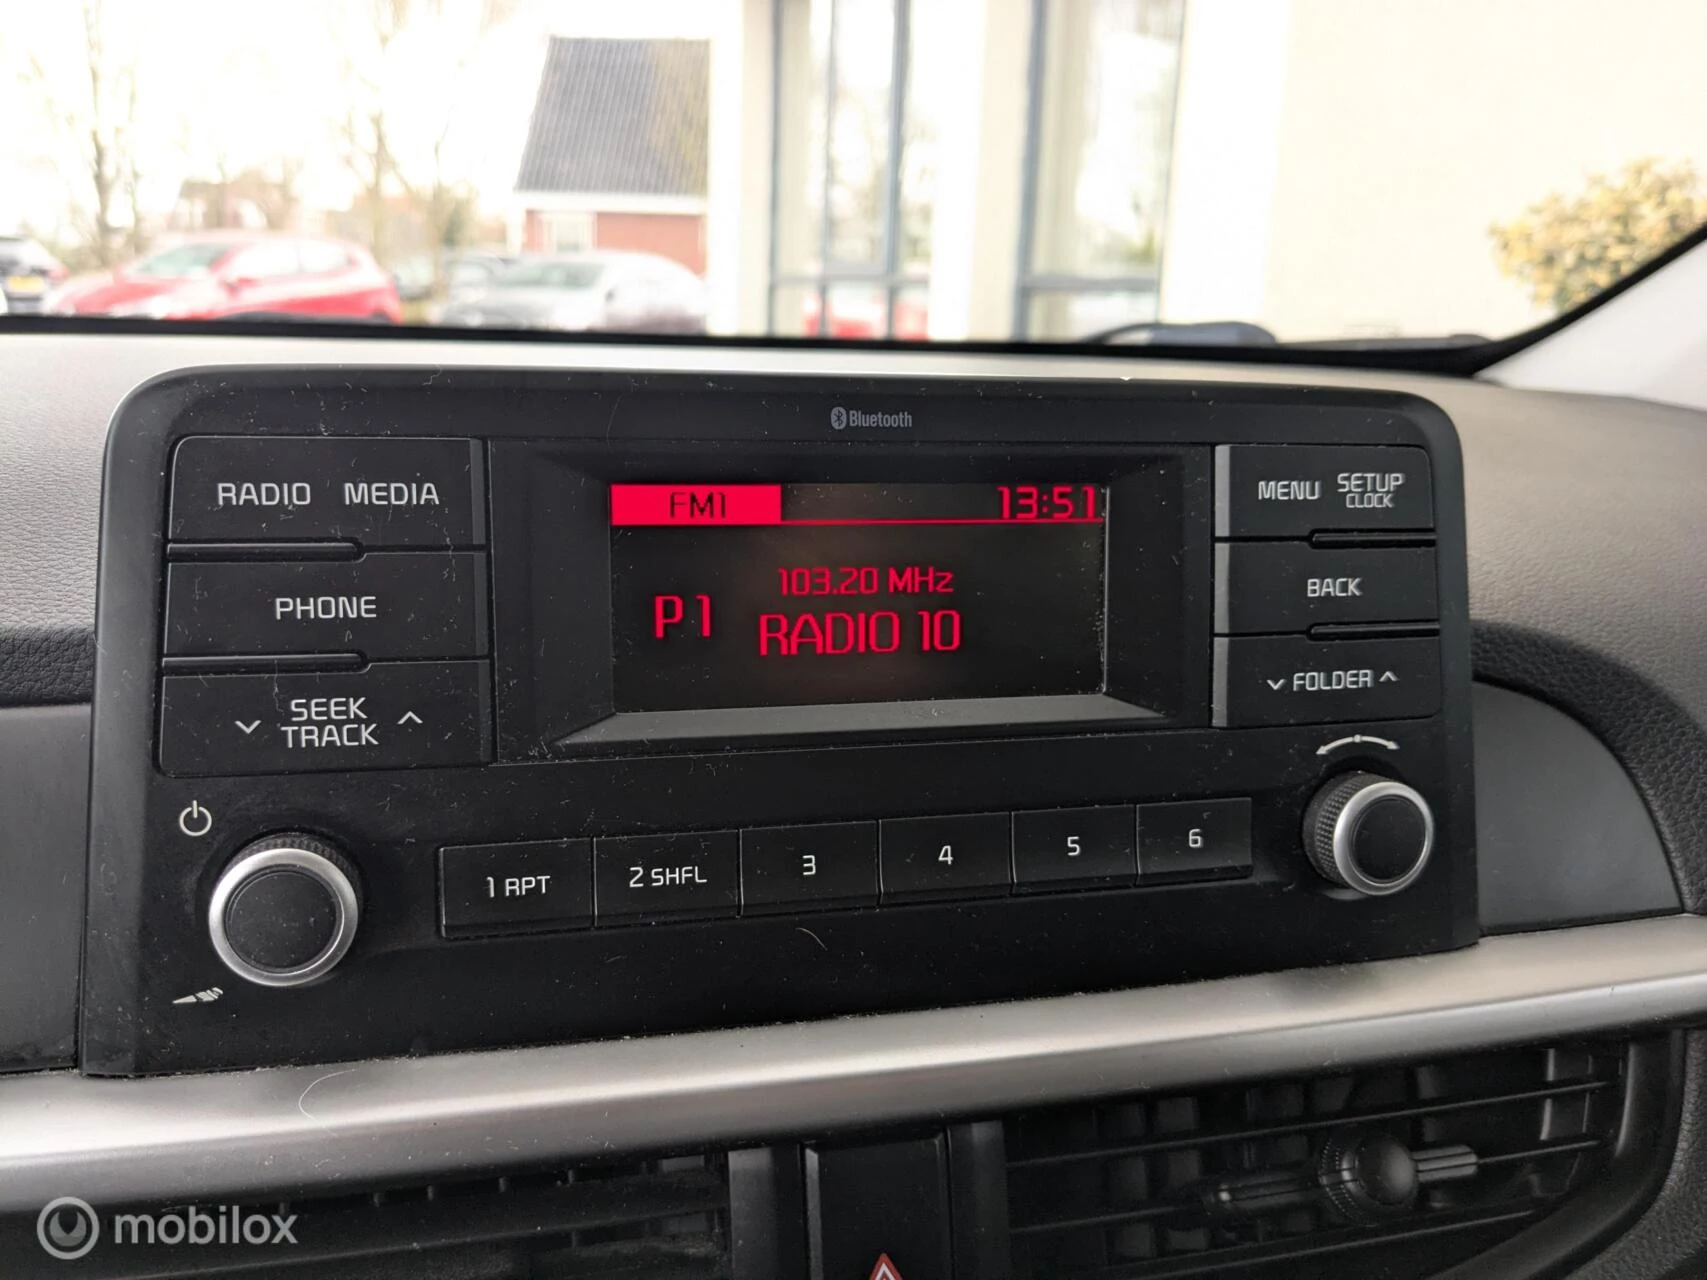 Bluetooth
RADIO MEDIA
FM1 13:51
MENU SETUP
CLOCK
PHONE
103.20 MHz
P1 RADIO 10
BACK
SEEK
TRACK
FOLDER
1 RPT 2 SHFL 3 4 5 6
mobilox